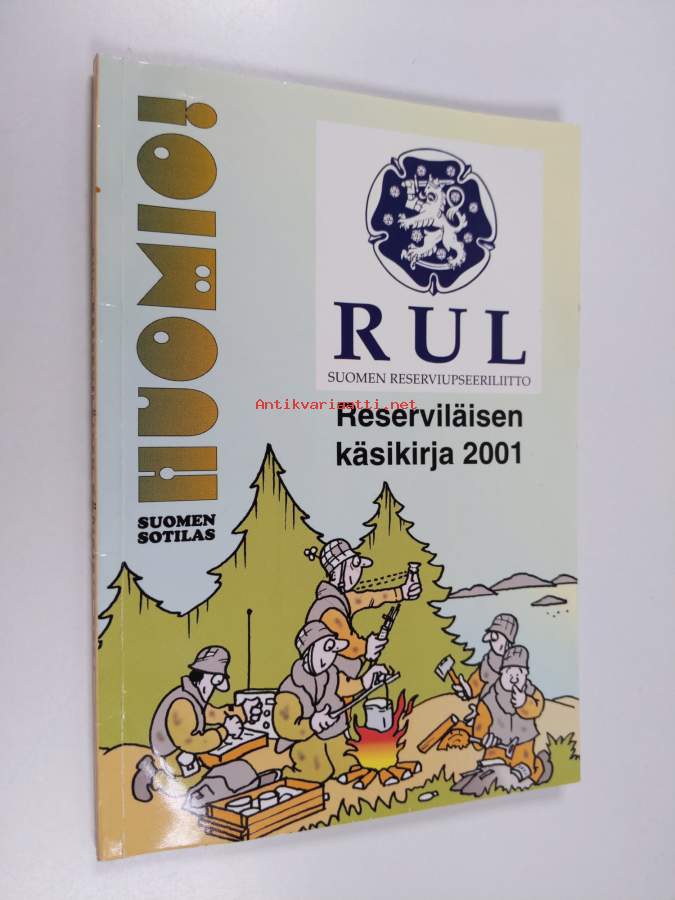 HUOMIO!
SUOMEN
SOTILAS
RUL
SUOMEN RESERVIUPSEERILIITTO
Antikvariaatti.net
Reserviläisen
käsikirja 2001